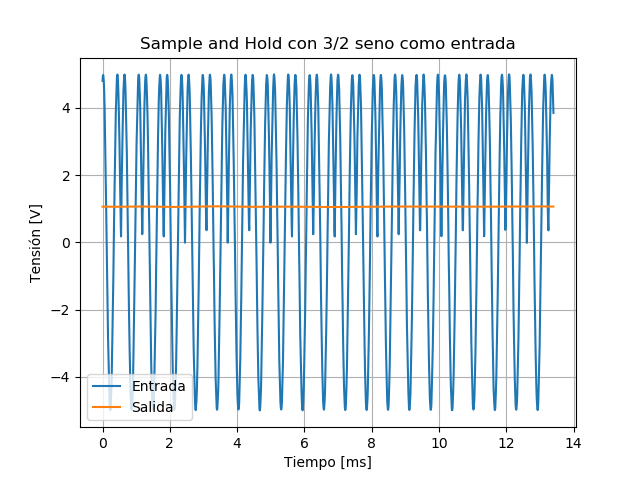 Sample and Hold con 3/2 seno como entrada
Tensión [V]
4
2
0
−2
−4
Entrada
Salida
0 2 4 6 8 10 12 14
Tiempo [ms]